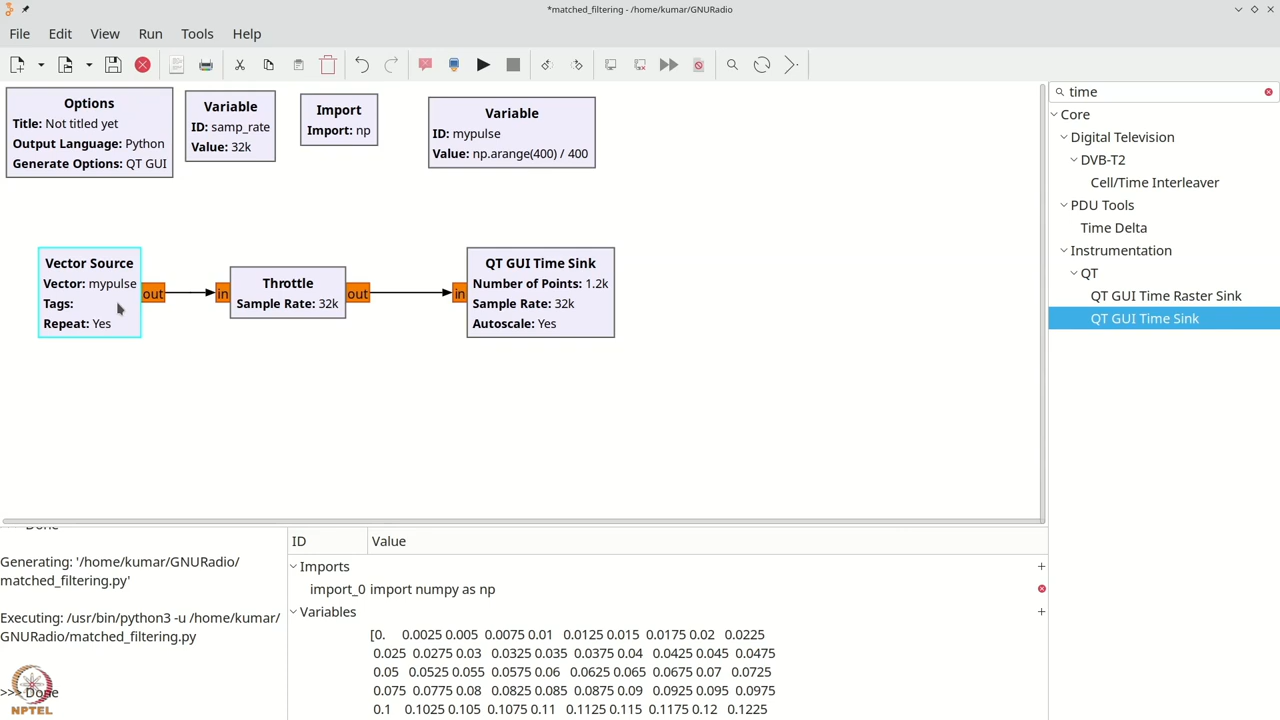 *matched_filtering - /home/kumar/GNURadio
File Edit View Run Tools Help
Options
Title: Not titled yet
Output Language: Python
Generate Options: QT GUI
Variable
ID: samp_rate
Value: 32k
Import
Import: np
Variable
ID: mypulse
Value: np.arange(400) / 400
Vector Source
Vector: mypulse
Tags:
Repeat: Yes
out
in
Throttle
Sample Rate: 32k
out
in
QT GUI Time Sink
Number of Points: 1.2k
Sample Rate: 32k
Autoscale: Yes
time
Core
Digital Television
DVB-T2
Cell/Time Interleaver
PDU Tools
Time Delta
Instrumentation
QT
QT GUI Time Raster Sink
QT GUI Time Sink
>>> Done
Generating: '/home/kumar/GNURadio/
matched_filtering.py'
Executing: /usr/bin/python3 -u /home/kumar/
GNURadio/matched_filtering.py
>>> Done
NPTEL
ID Value
Imports
import_0 import numpy as np
Variables
[0. 0.0025 0.005 0.0075 0.01 0.0125 0.015 0.0175 0.02 0.0225
0.025 0.0275 0.03 0.0325 0.035 0.0375 0.04 0.0425 0.045 0.0475
0.05 0.0525 0.055 0.0575 0.06 0.0625 0.065 0.0675 0.07 0.0725
0.075 0.0775 0.08 0.0825 0.085 0.0875 0.09 0.0925 0.095 0.0975
0.1 0.1025 0.105 0.1075 0.11 0.1125 0.115 0.1175 0.12 0.1225